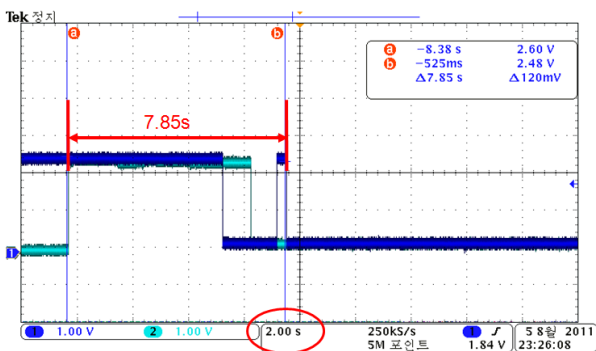 Tek 정지
a
b
a -8.38 s 2.60 V
b -525ms 2.48 V
Δ7.85 s Δ120mV
7.85s
1
1 1.00 V 2 1.00 V 2.00 s 250kS/s 1 1.84 V
5M 포인트
5 8월 2011
23:26:08